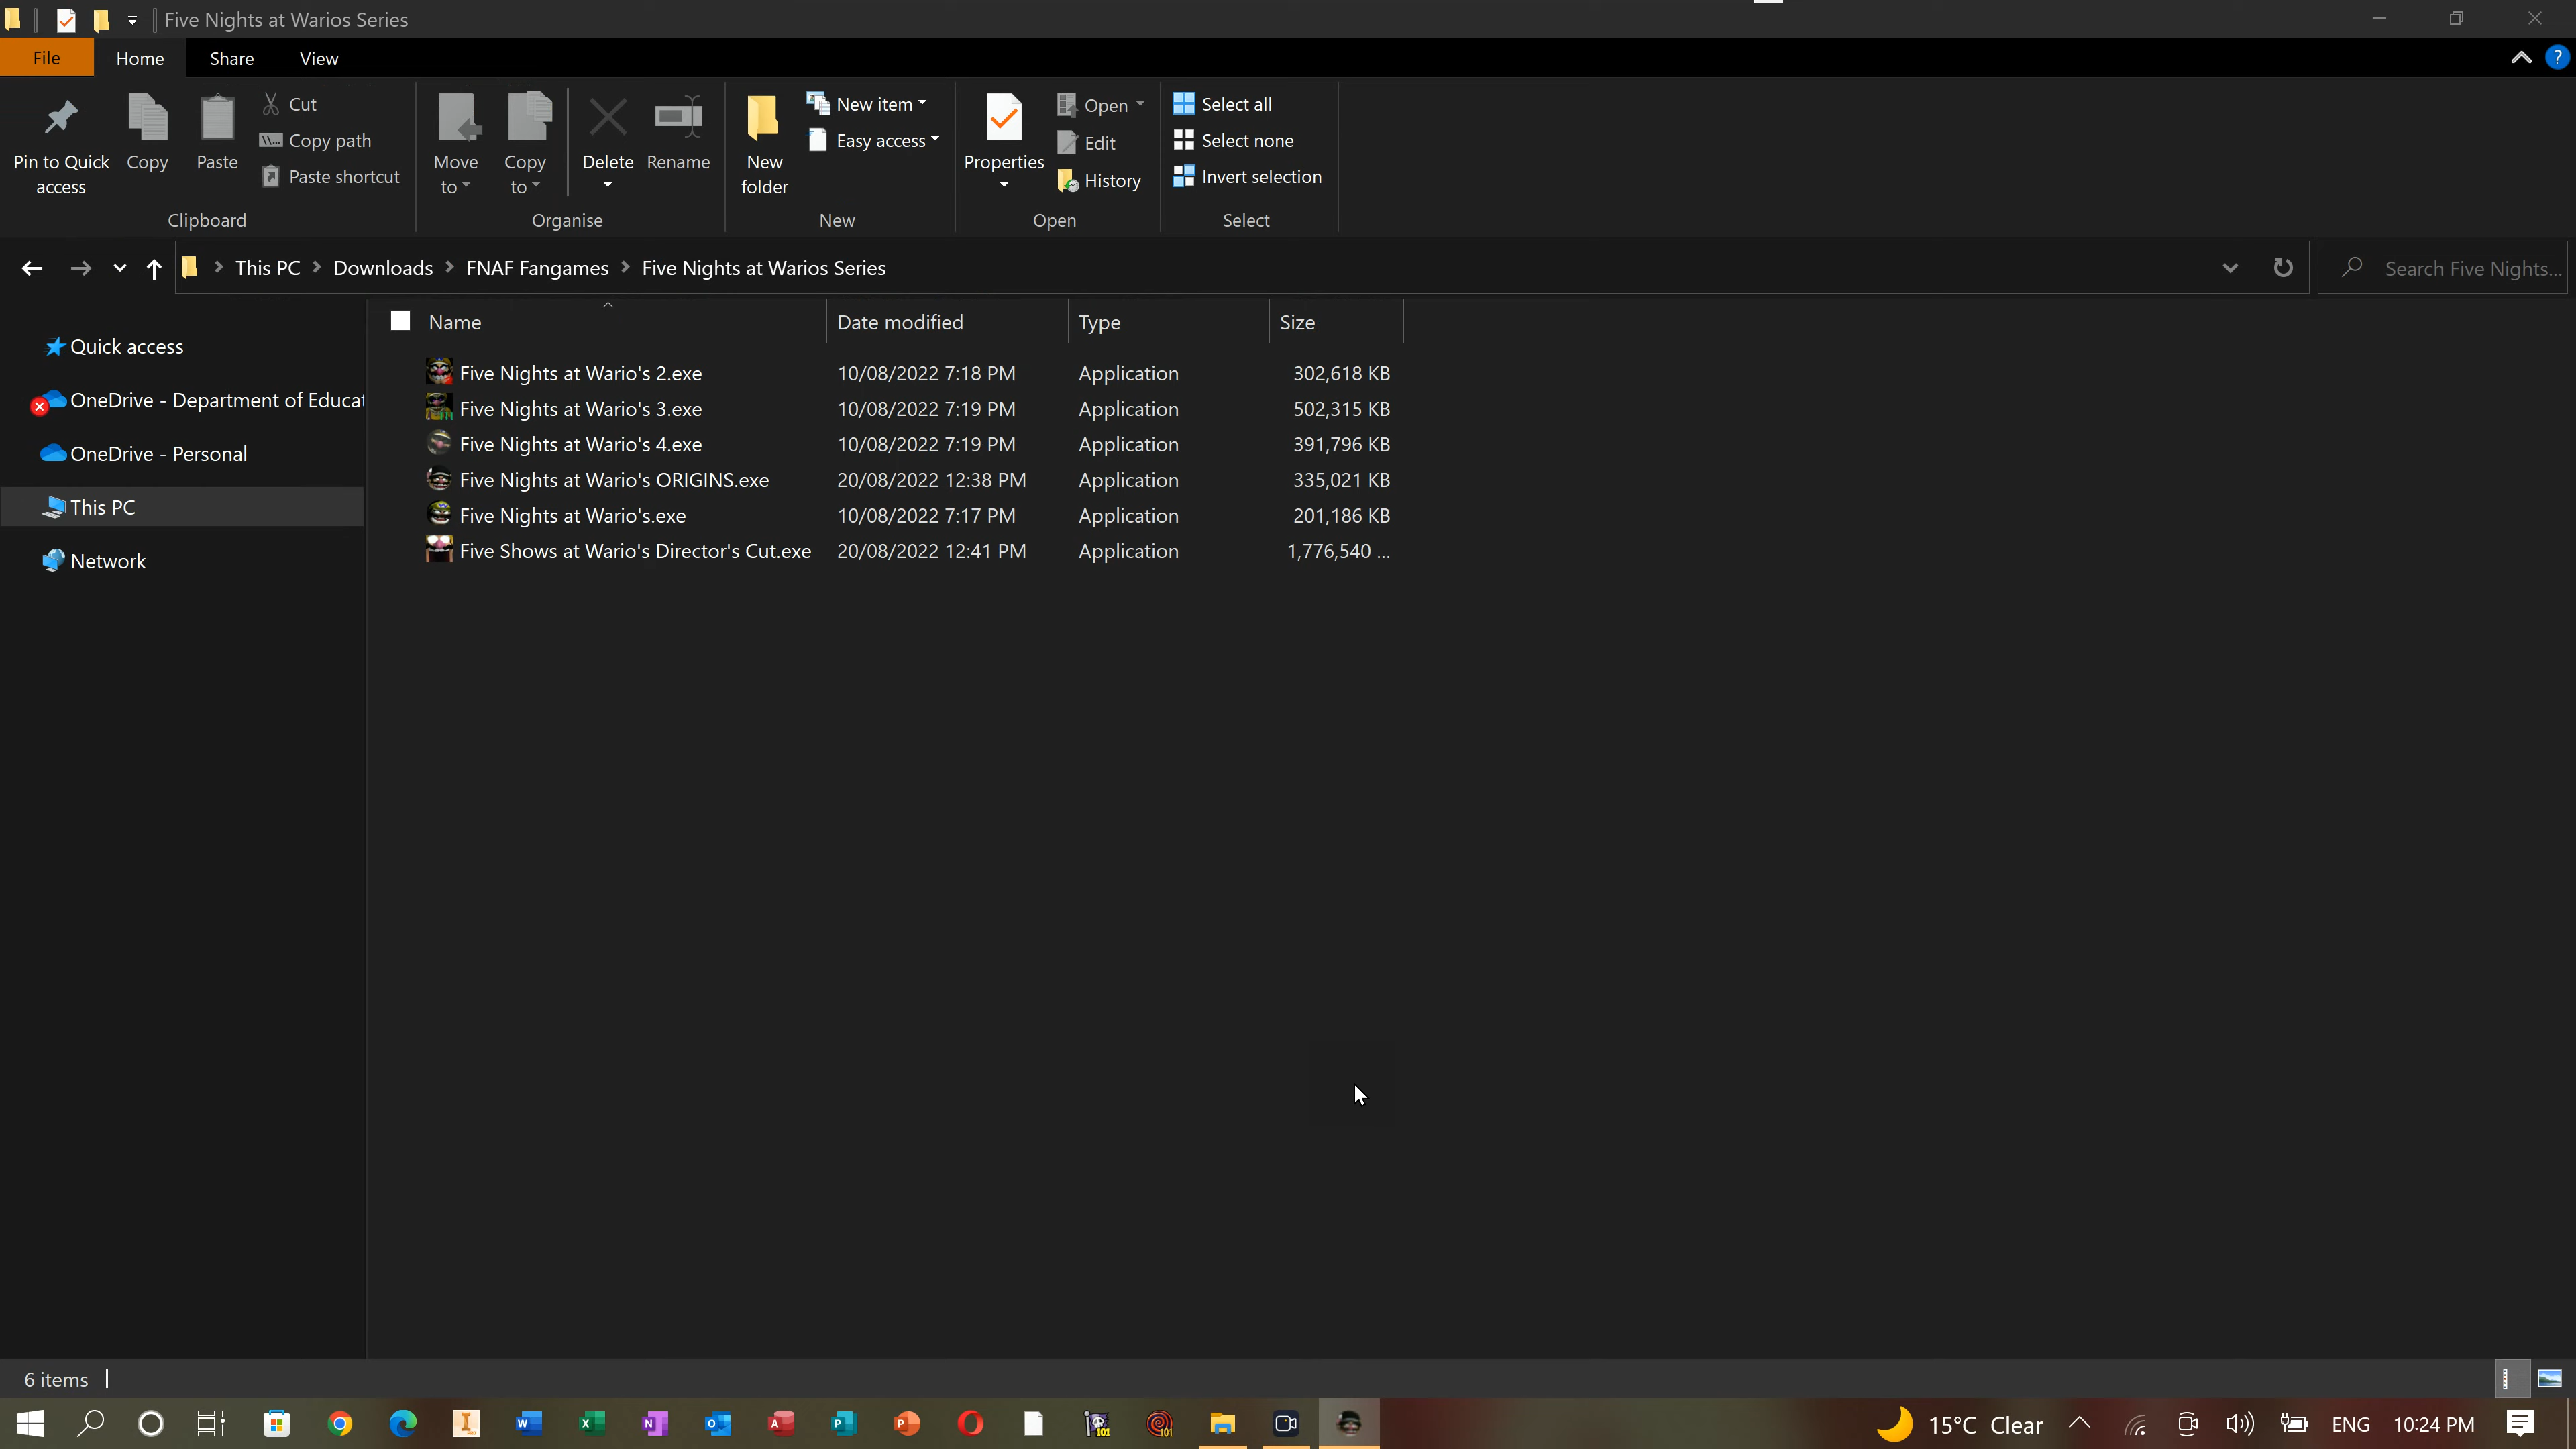 Five Nights at Warios Series
File Home Share View
Pin to Quick access
Copy
Paste
Cut
Copy path
Paste shortcut
Clipboard
Move to
Copy to
Delete
Rename
Organise
New folder
New item
Easy access
New
Properties
Open
Edit
History
Open
Select all
Select none
Invert selection
Select
This PC Downloads FNAF Fangames Five Nights at Warios Series
Search Five Nights...
Quick access
OneDrive - Department of Educat
OneDrive - Personal
This PC
Network
Name Date modified Type Size
Five Nights at Wario's 2.exe 10/08/2022 7:18 PM Application 302,618 KB
Five Nights at Wario's 3.exe 10/08/2022 7:19 PM Application 502,315 KB
Five Nights at Wario's 4.exe 10/08/2022 7:19 PM Application 391,796 KB
Five Nights at Wario's ORIGINS.exe 20/08/2022 12:38 PM Application 335,021 KB
Five Nights at Wario's.exe 10/08/2022 7:17 PM Application 201,186 KB
Five Shows at Wario's Director's Cut.exe 20/08/2022 12:41 PM Application 1,776,540 ...
6 items
15°C Clear ENG 10:24 PM